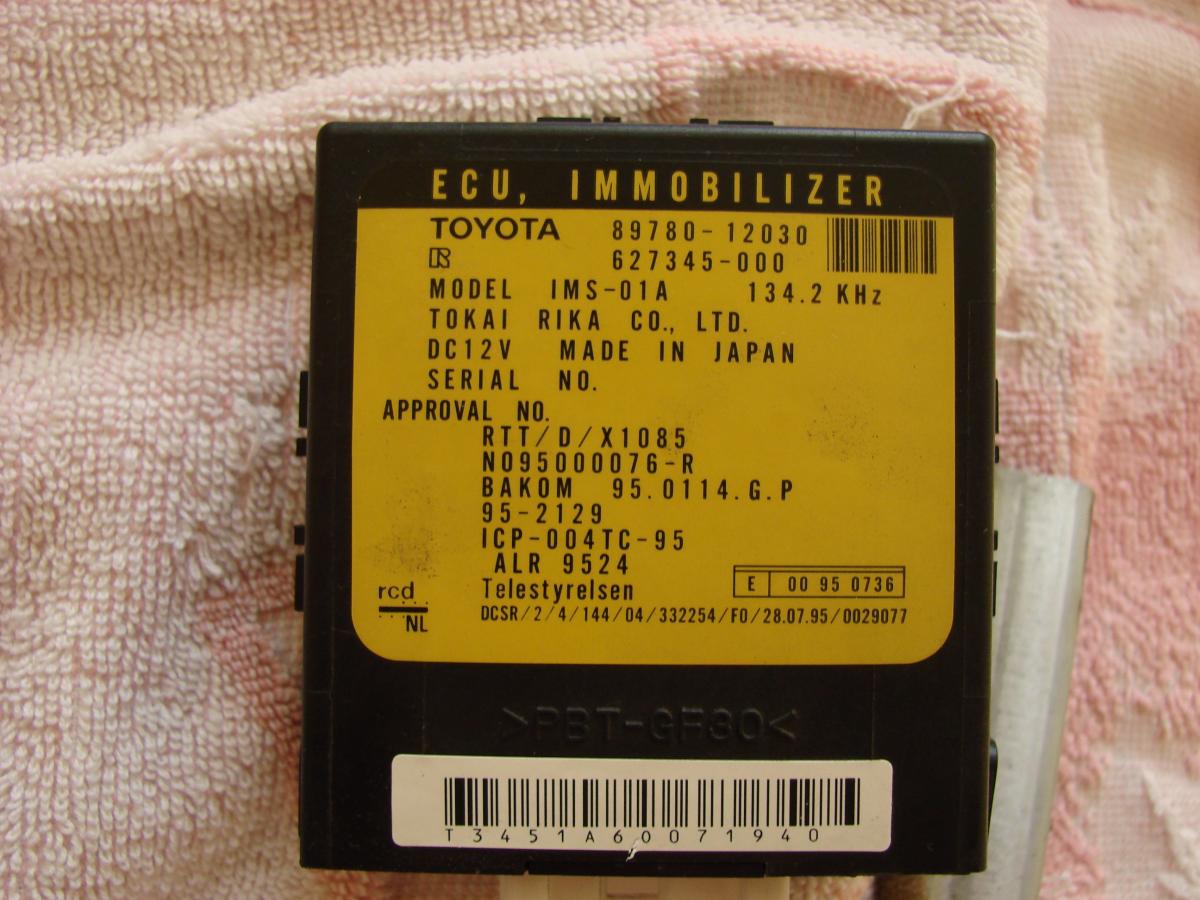 ECU, IMMOBILIZER
TOYOTA 89780-12030
627345-000
MODEL IMS-01A 134.2 KHz
TOKAI RIKA CO., LTD.
DC12V MADE IN JAPAN
SERIAL NO.
APPROVAL NO.
RTT/D/X1085
NO95000076-R
BAKOM 95.0114.G.P
95-2129
ICP-004TC-95
ALR 9524
Telestyrelsen
E 00 95 0736
rcd
NL
DCSR/2/4/144/04/332254/FO/28.07.95/0029077
>PBT-GF30<
T3451A60071940